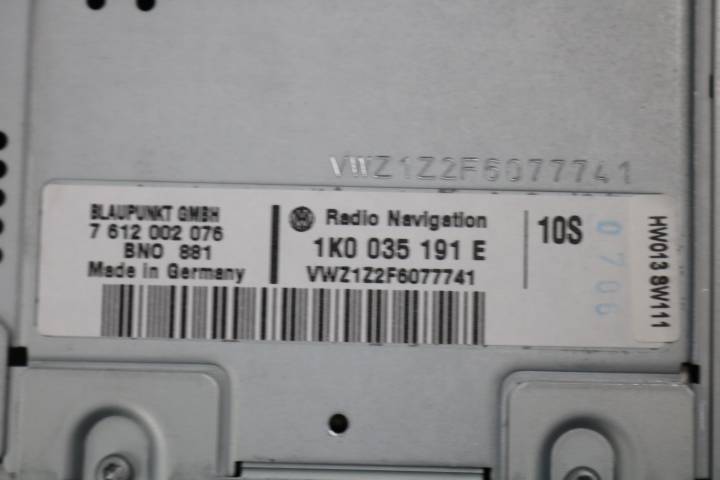 VWZ1Z2F6077741
BLAUPUNKT GMBH
7 612 002 076
BNO 881
Made in Germany
Radio Navigation
1K0 035 191 E
VWZ1Z2F6077741
10S
0706
HW013 SW111